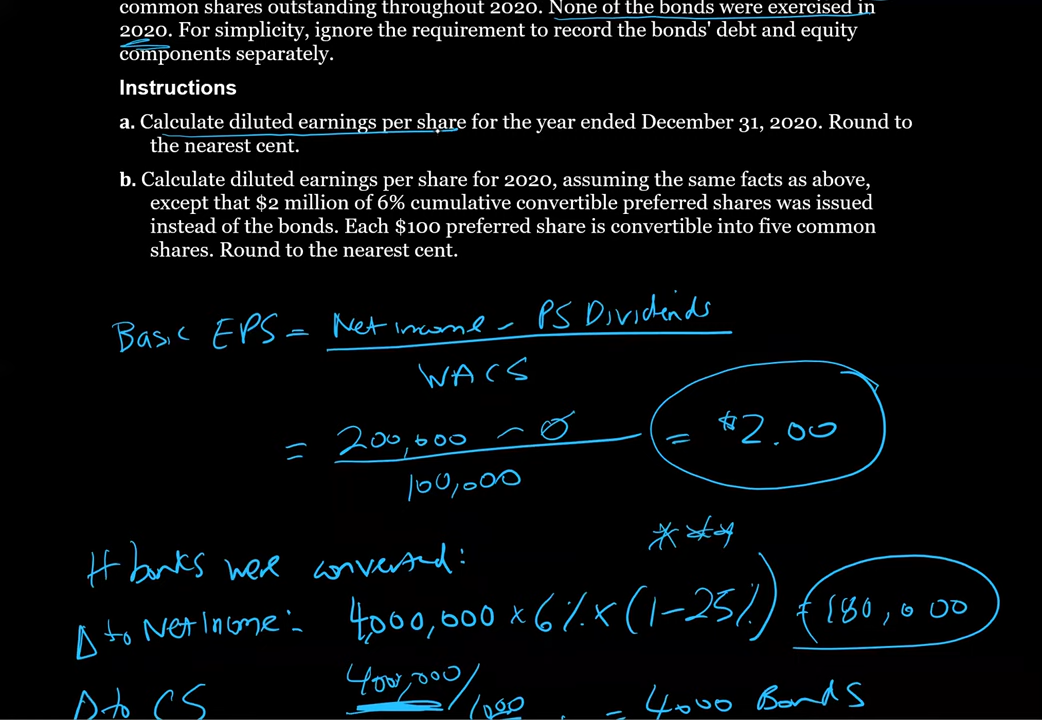 common shares outstanding throughout 2020. None of the bonds were exercised in
2020. For simplicity, ignore the requirement to record the bonds' debt and equity
components separately.
Instructions
a. Calculate diluted earnings per share for the year ended December 31, 2020. Round to
the nearest cent.
b. Calculate diluted earnings per share for 2020, assuming the same facts as above,
except that $2 million of 6% cumulative convertible preferred shares was issued
instead of the bonds. Each $100 preferred share is convertible into five common
shares. Round to the nearest cent.
Basic EPS = Net income - PS Dividends
WACS
= 200,000 - 0 = $2.00
100,000
***
If bonks were converted:
Δ to Net Income:- 4,000,000 × 6% × (1-25%) = 180,000
Δ to CS 400,000/1000 = 4000 Bonds